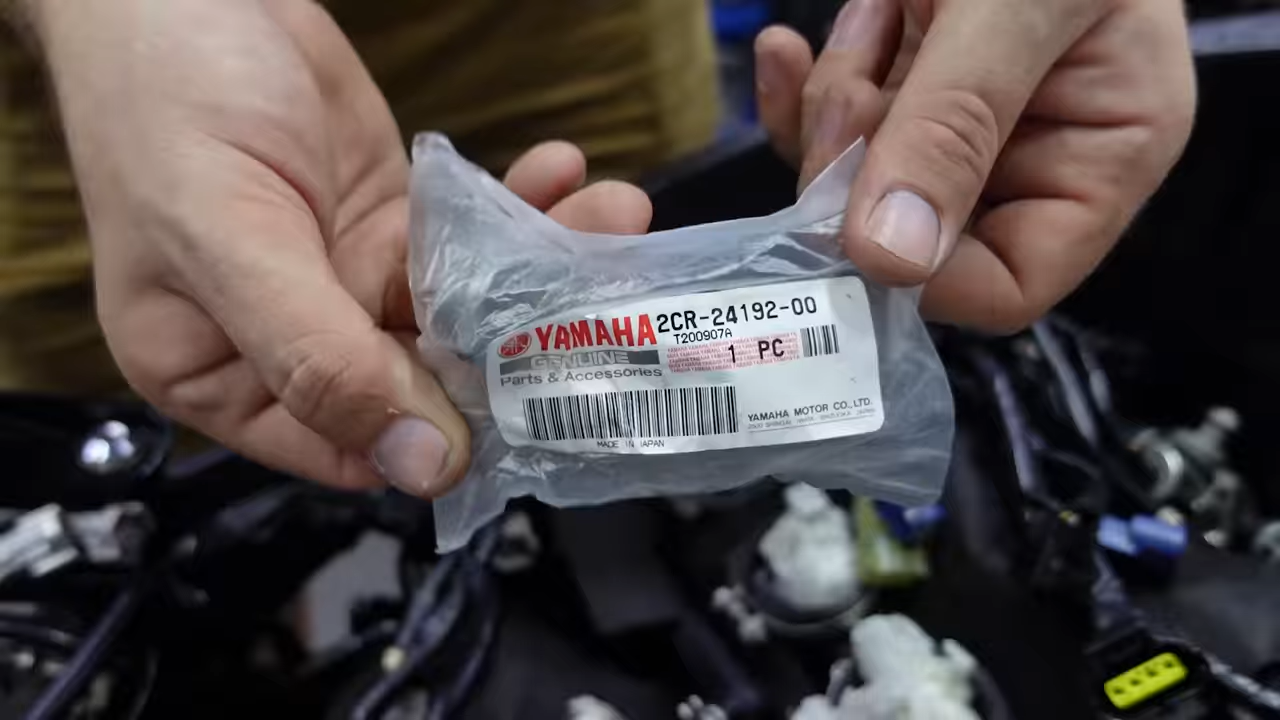 YAMAHA 2CR-24192-00
T200907A
GENUINE
1 PC
Parts & Accessories
YAMAHA MOTOR CO.,LTD.
MADE IN JAPAN